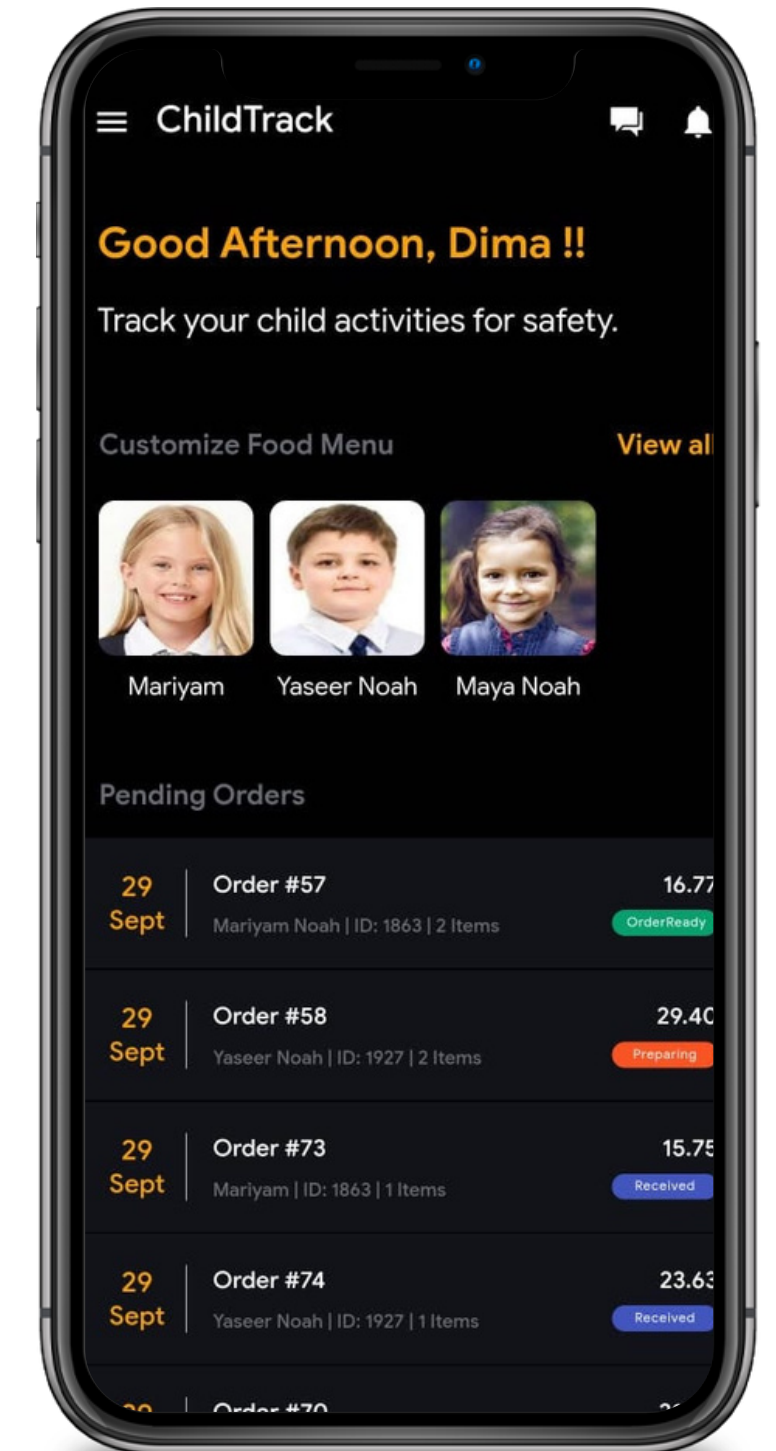 ChildTrack
Good Afternoon, Dima !!
Track your child activities for safety.
Customize Food Menu
View all
Mariyam
Yaseer Noah
Maya Noah
Pending Orders
29 Sept
Order #57
16.77
Mariyam Noah | ID: 1863 | 2 Items
OrderReady
29 Sept
Order #58
29.40
Yaseer Noah | ID: 1927 | 2 Items
Preparing
29 Sept
Order #73
15.75
Mariyam | ID: 1863 | 1 Items
Received
29 Sept
Order #74
23.63
Yaseer Noah | ID: 1927 | 1 Items
Received
29
Order #70